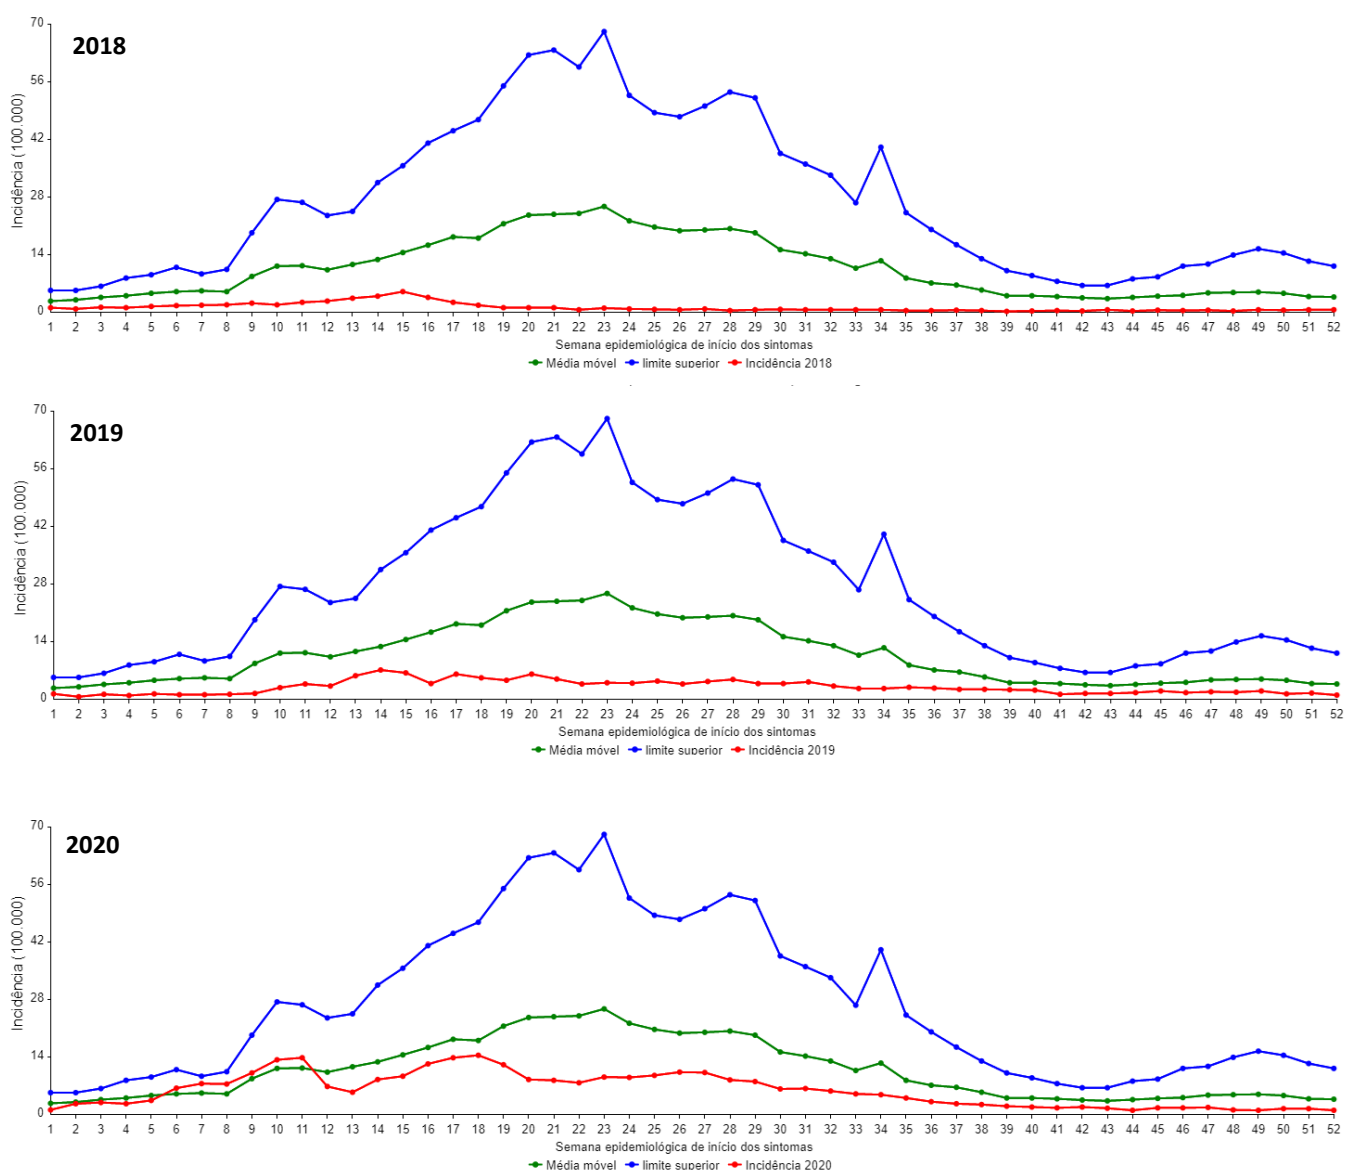 2018
Incidência (100.000)
70
56
42
28
14
0
1 2 3 4 5 6 7 8 9 10 11 12 13 14 15 16 17 18 19 20 21 22 23 24 25 26 27 28 29 30 31 32 33 34 35 36 37 38 39 40 41 42 43 44 45 46 47 48 49 50 51 52
Semana epidemiológica de início dos sintomas
Média móvel limite superior Incidência 2018
2019
Incidência (100.000)
70
56
42
28
14
0
1 2 3 4 5 6 7 8 9 10 11 12 13 14 15 16 17 18 19 20 21 22 23 24 25 26 27 28 29 30 31 32 33 34 35 36 37 38 39 40 41 42 43 44 45 46 47 48 49 50 51 52
Semana epidemiológica de início dos sintomas
Média móvel limite superior Incidência 2019
2020
Incidência (100.000)
70
56
42
28
14
0
1 2 3 4 5 6 7 8 9 10 11 12 13 14 15 16 17 18 19 20 21 22 23 24 25 26 27 28 29 30 31 32 33 34 35 36 37 38 39 40 41 42 43 44 45 46 47 48 49 50 51 52
Semana epidemiológica de início dos sintomas
Média móvel limite superior Incidência 2020